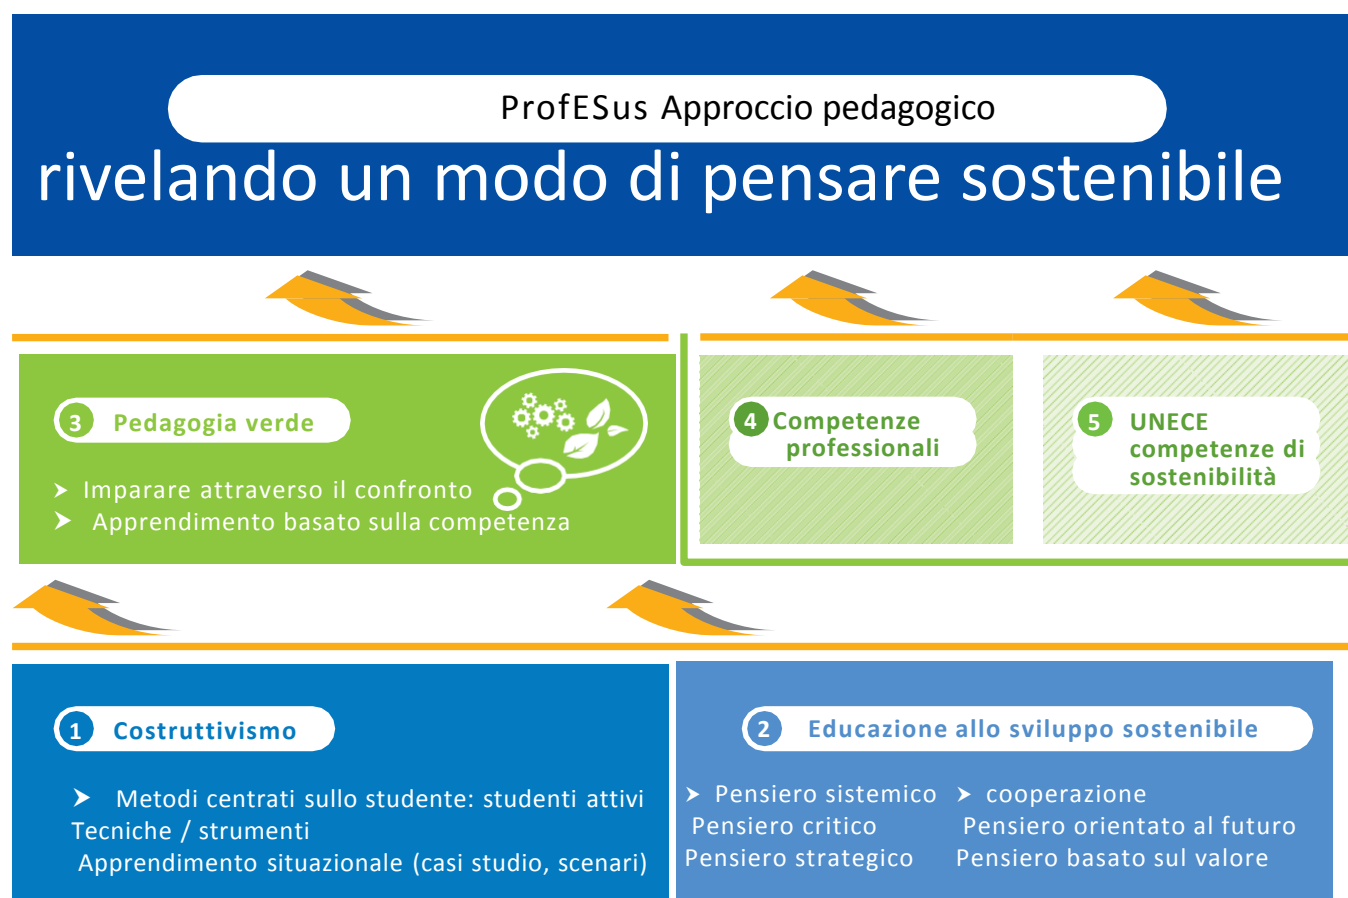 ProfESus Approccio pedagogico
rivelando un modo di pensare sostenibile
3 Pedagogia verde
➤ Imparare attraverso il confronto
➤ Apprendimento basato sulla competenza
4 Competenze
professionali
5 UNECE
competenze di
sostenibilità
1 Costruttivismo
➤ Metodi centrati sullo studente: studenti attivi
Tecniche / strumenti
Apprendimento situazionale (casi studio, scenari)
2 Educazione allo sviluppo sostenibile
➤ Pensiero sistemico
Pensiero critico
Pensiero strategico
➤ cooperazione
Pensiero orientato al futuro
Pensiero basato sul valore